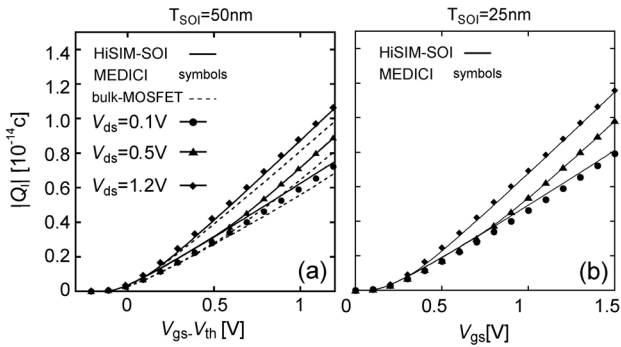 T_SOI=50nm
T_SOI=25nm
|Q_i| [10^-14c]
1.4
1.2
1.0
0.8
0.6
0.4
0.2
0
HiSIM-SOI
MEDICI symbols
bulk-MOSFET
V_ds=0.1V
V_ds=0.5V
V_ds=1.2V
(a)
0 0.5 1
V_gs-V_th [V]
HiSIM-SOI
MEDICI symbols
(b)
0 0.5 1.0 1.5
V_gs[V]